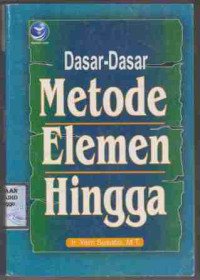 Dasar-Dasar
Metode
Elemen
Hingga
Ir. Yerri Susatio, M.T.